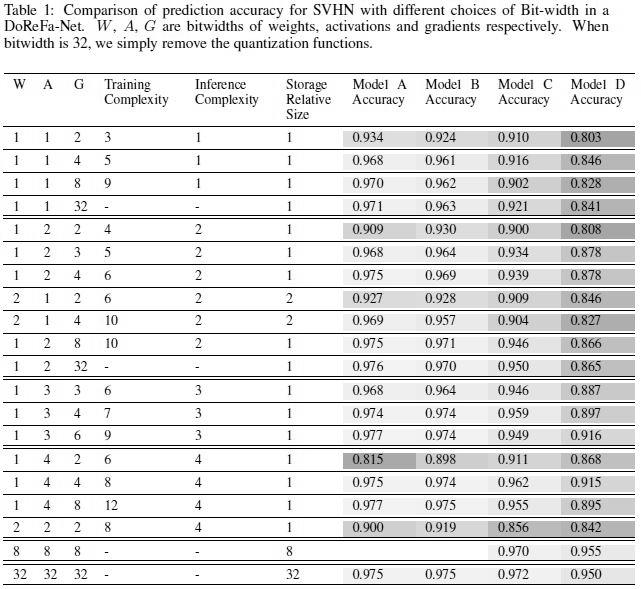 Table 1: Comparison of prediction accuracy for SVHN with different choices of Bit-width in a
DoReFa-Net. W, A, G are bitwidths of weights, activations and gradients respectively. When
bitwidth is 32, we simply remove the quantization functions.
W A G Training Inference Storage Model A Model B Model C Model D
Complexity Complexity Relative Accuracy Accuracy Accuracy Accuracy
Size
1 1 2 3 1 1 0.934 0.924 0.910 0.803
1 1 4 5 1 1 0.968 0.961 0.916 0.846
1 1 8 9 1 1 0.970 0.962 0.902 0.828
1 1 32 - - 1 0.971 0.963 0.921 0.841
1 2 2 4 2 1 0.909 0.930 0.900 0.808
1 2 3 5 2 1 0.968 0.964 0.934 0.878
1 2 4 6 2 1 0.975 0.969 0.939 0.878
2 1 2 6 2 2 0.927 0.928 0.909 0.846
2 1 4 10 2 2 0.969 0.957 0.904 0.827
1 2 8 10 2 1 0.975 0.971 0.946 0.866
1 2 32 - - 1 0.976 0.970 0.950 0.865
1 3 3 6 3 1 0.968 0.964 0.946 0.887
1 3 4 7 3 1 0.974 0.974 0.959 0.897
1 3 6 9 3 1 0.977 0.974 0.949 0.916
1 4 2 6 4 1 0.815 0.898 0.911 0.868
1 4 4 8 4 1 0.975 0.974 0.962 0.915
1 4 8 12 4 1 0.977 0.975 0.955 0.895
2 2 2 8 4 1 0.900 0.919 0.856 0.842
8 8 8 - - 8 0.970 0.955
32 32 32 - - 32 0.975 0.975 0.972 0.950